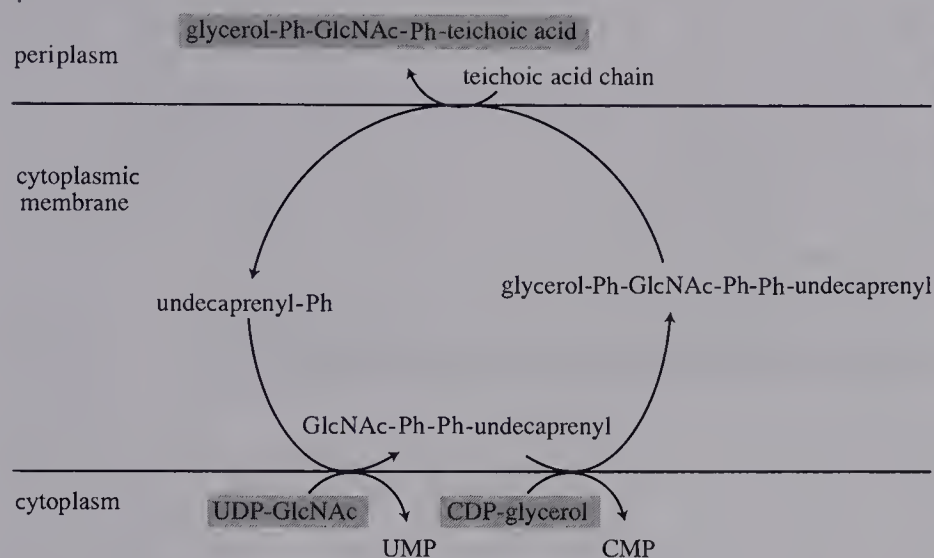 glycerol-Ph-GlcNAc-Ph-teichoic acid
periplasm
teichoic acid chain
cytoplasmic
membrane
undecaprenyl-Ph
glycerol-Ph-GlcNAc-Ph-Ph-undecaprenyl
GlcNAc-Ph-Ph-undecaprenyl
cytoplasm
UDP-GlcNAc
CDP-glycerol
UMP
CMP